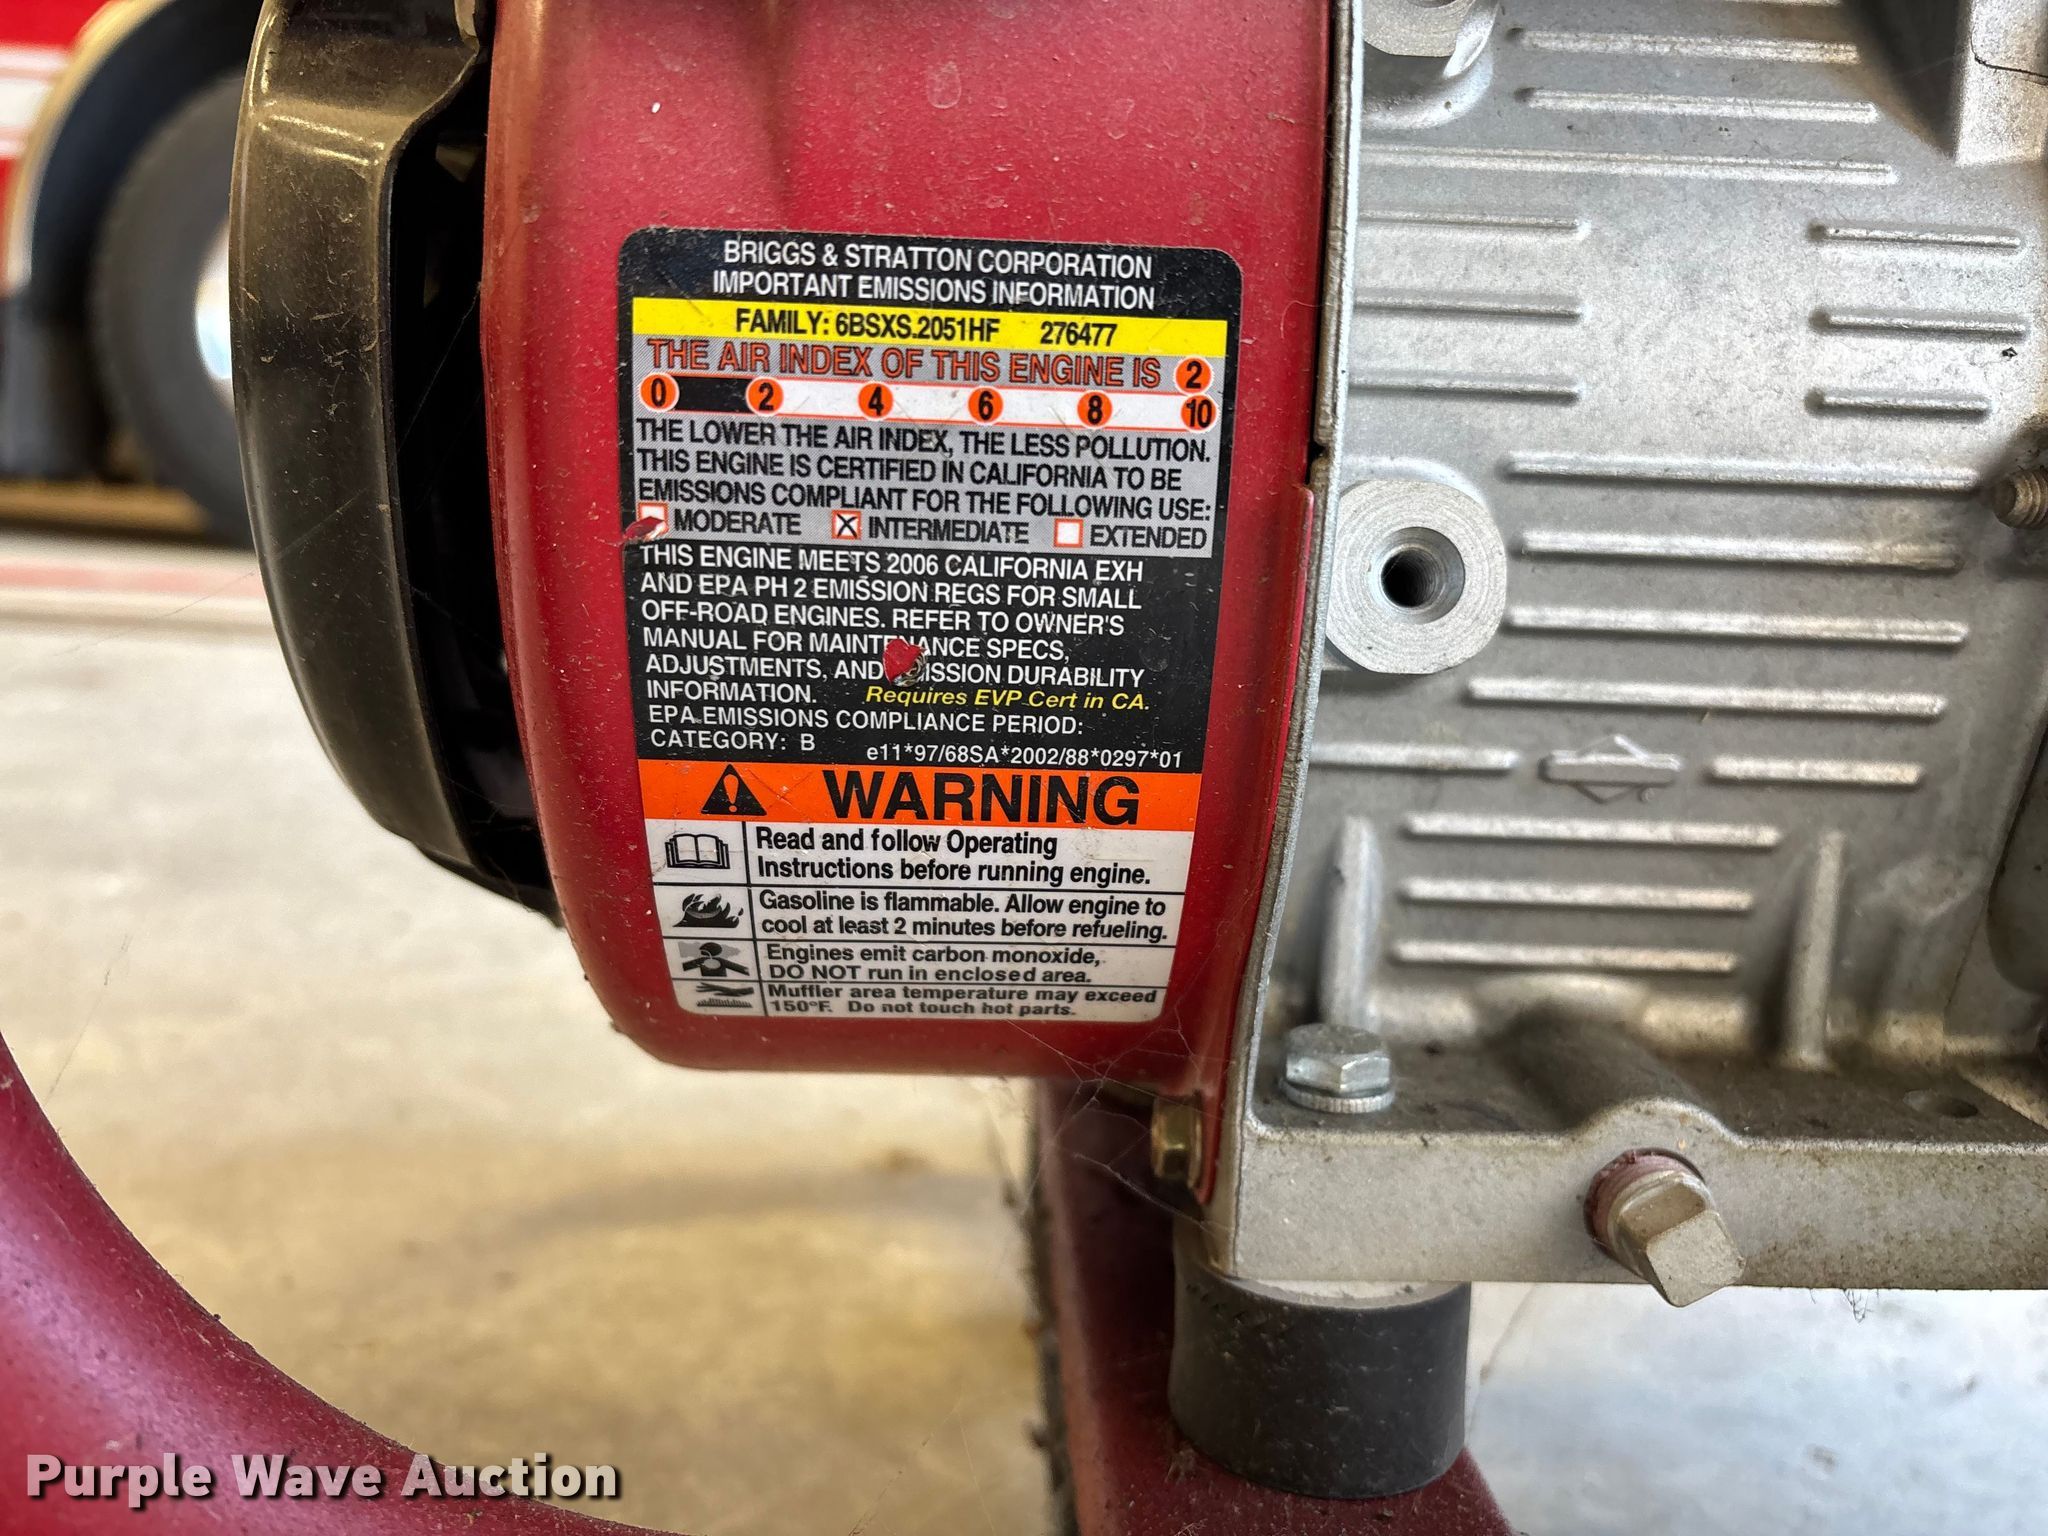 BRIGGS & STRATTON CORPORATION
IMPORTANT EMISSIONS INFORMATION
FAMILY: 6BSXS.2051HF 276477
THE AIR INDEX OF THIS ENGINE IS 2
0 2 4 6 8 10
THE LOWER THE AIR INDEX, THE LESS POLLUTION.
THIS ENGINE IS CERTIFIED IN CALIFORNIA TO BE
EMISSIONS COMPLIANT FOR THE FOLLOWING USE:
MODERATE INTERMEDIATE EXTENDED
THIS ENGINE MEETS 2006 CALIFORNIA EXH
AND EPA PH 2 EMISSION REGS FOR SMALL
OFF-ROAD ENGINES. REFER TO OWNER'S
MANUAL FOR MAINTENANCE SPECS,
ADJUSTMENTS, AND EMISSION DURABILITY
INFORMATION. Requires EVP Cert in CA.
EPA EMISSIONS COMPLIANCE PERIOD:
CATEGORY: B e11*97/68SA*2002/88*0297*01
WARNING
Read and follow Operating
Instructions before running engine.
Gasoline is flammable. Allow engine to
cool at least 2 minutes before refueling.
Engines emit carbon monoxide,
DO NOT run in enclosed area.
Muffler area temperature may exceed
150°F. Do not touch hot parts.
Purple Wave Auction